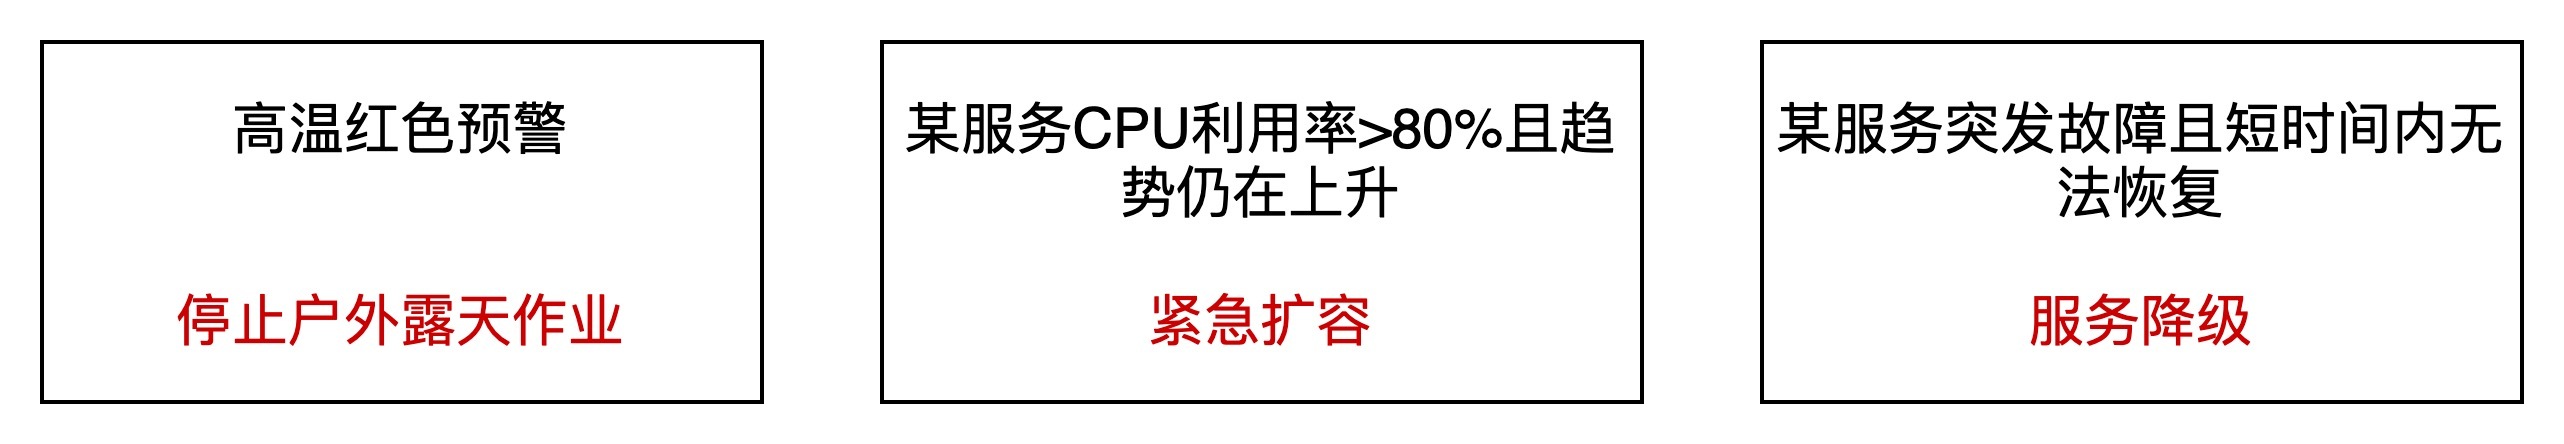 高温红色预警
停止户外露天作业
某服务CPU利用率>80%且趋
势仍在上升
紧急扩容
某服务突发故障且短时间内无
法恢复
服务降级